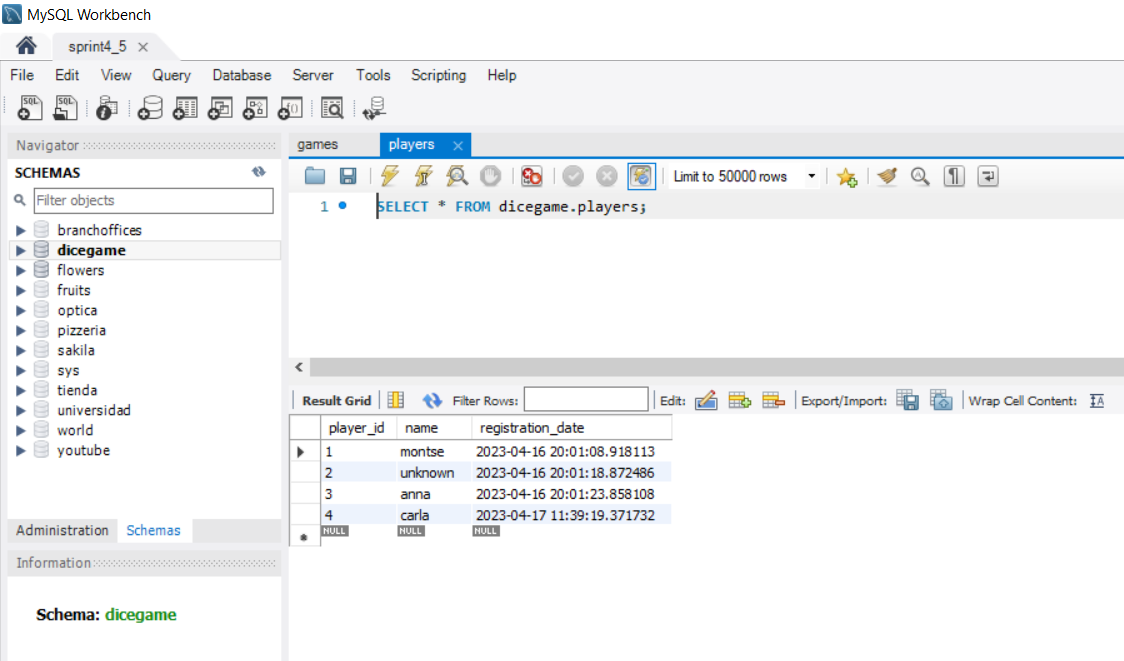 MySQL Workbench
sprint4_5
File Edit View Query Database Server Tools Scripting Help
Navigator
SCHEMAS
Filter objects
branchoffices
dicegame
flowers
fruits
optica
pizzeria
sakila
sys
tienda
universidad
world
youtube
Administration Schemas
Information
Schema: dicegame
games players
Limit to 50000 rows
1 SELECT * FROM dicegame.players;
Result Grid Filter Rows: Edit: Export/Import: Wrap Cell Content:
player_id name registration_date
1 montse 2023-04-16 20:01:08.918113
2 unknown 2023-04-16 20:01:18.872486
3 anna 2023-04-16 20:01:23.858108
4 carla 2023-04-17 11:39:19.371732
NULL NULL NULL